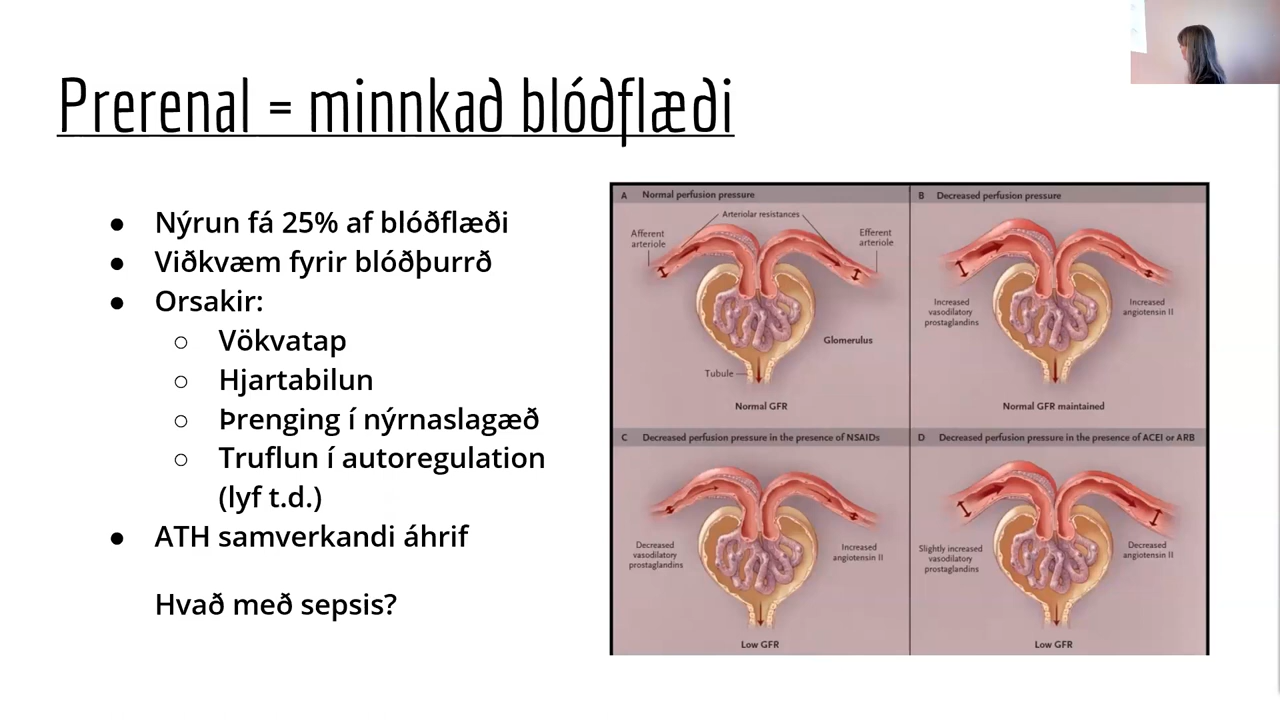 Prerenal = minnkað blóðflæði
● Nýrun fá 25% af blóðflæði
● Viðkvæm fyrir blóðþurrð
● Orsakir:
○ Vökvatap
○ Hjartabilun
○ Þrenging í nýrnaslagæð
○ Truflun í autoregulation
(lyf t.d.)
● ATH samverkandi áhrif
Hvað með sepsis?
A Normal perfusion pressure
Arteriolar resistances
Afferent
arteriole
Efferent
arteriole
Glomerulus
Tubule
Normal GFR
B Decreased perfusion pressure
Increased
vasodilatory
prostaglandins
Increased
angiotensin II
Normal GFR maintained
C Decreased perfusion pressure in the presence of NSAIDs
Decreased
vasodilatory
prostaglandins
Increased
angiotensin II
Low GFR
D Decreased perfusion pressure in the presence of ACEI or ARB
Slightly increased
vasodilatory
prostaglandins
Decreased
angiotensin II
Low GFR